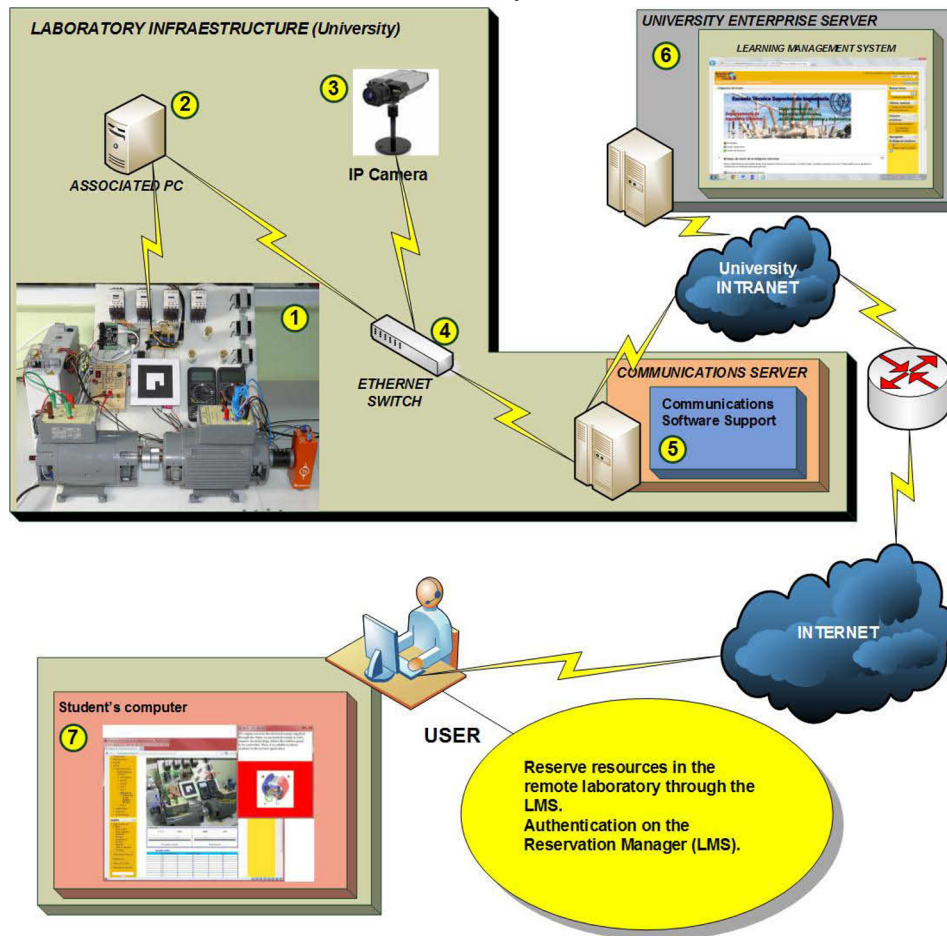 LABORATORY INFRAESTRUCTURE (University)
UNIVERSITY ENTERPRISE SERVER
6
LEARNING MANAGEMENT SYSTEM
2
3
ASSOCIATED PC
IP Camera
University
INTRANET
1
4
ETHERNET
SWITCH
COMMUNICATIONS SERVER
Communications
Software Support
5
INTERNET
Student's computer
7
USER
Reserve resources in the
remote laboratory through the
LMS.
Authentication on the
Reservation Manager (LMS).